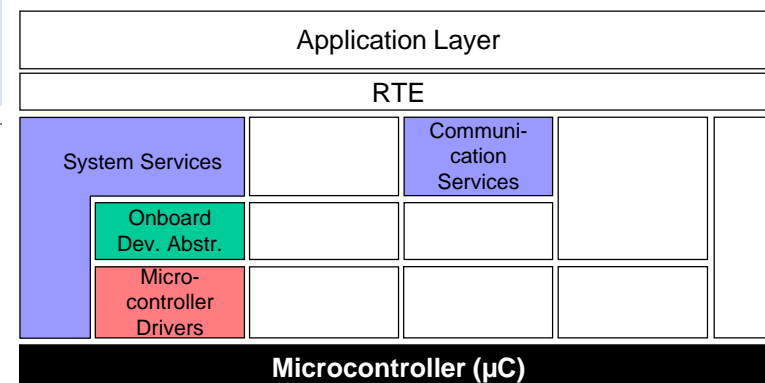 Application Layer
RTE
System Services
Communi-
cation
Services
Onboard
Dev. Abstr.
Micro-
controller
Drivers
Microcontroller (µC)